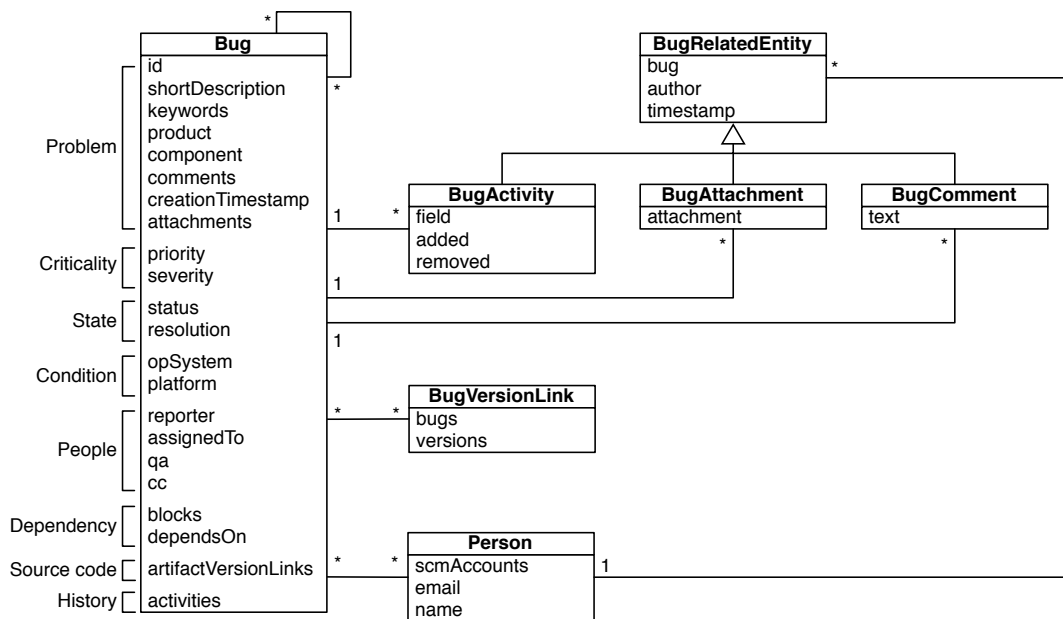 *
Bug
id
shortDescription
keywords
product
component
comments
creationTimestamp
attachments
priority
severity
status
resolution
opSystem
platform
reporter
assignedTo
qa
cc
blocks
dependsOn
artifactVersionLinks
activities
Problem
Criticality
State
Condition
People
Dependency
Source code
History
*
1
*
1
1
*
*
*
*
BugRelatedEntity
bug
author
timestamp
*
BugActivity
field
added
removed
BugAttachment
attachment
*
BugComment
text
*
BugVersionLink
bugs
versions
Person
scmAccounts
email
name
1